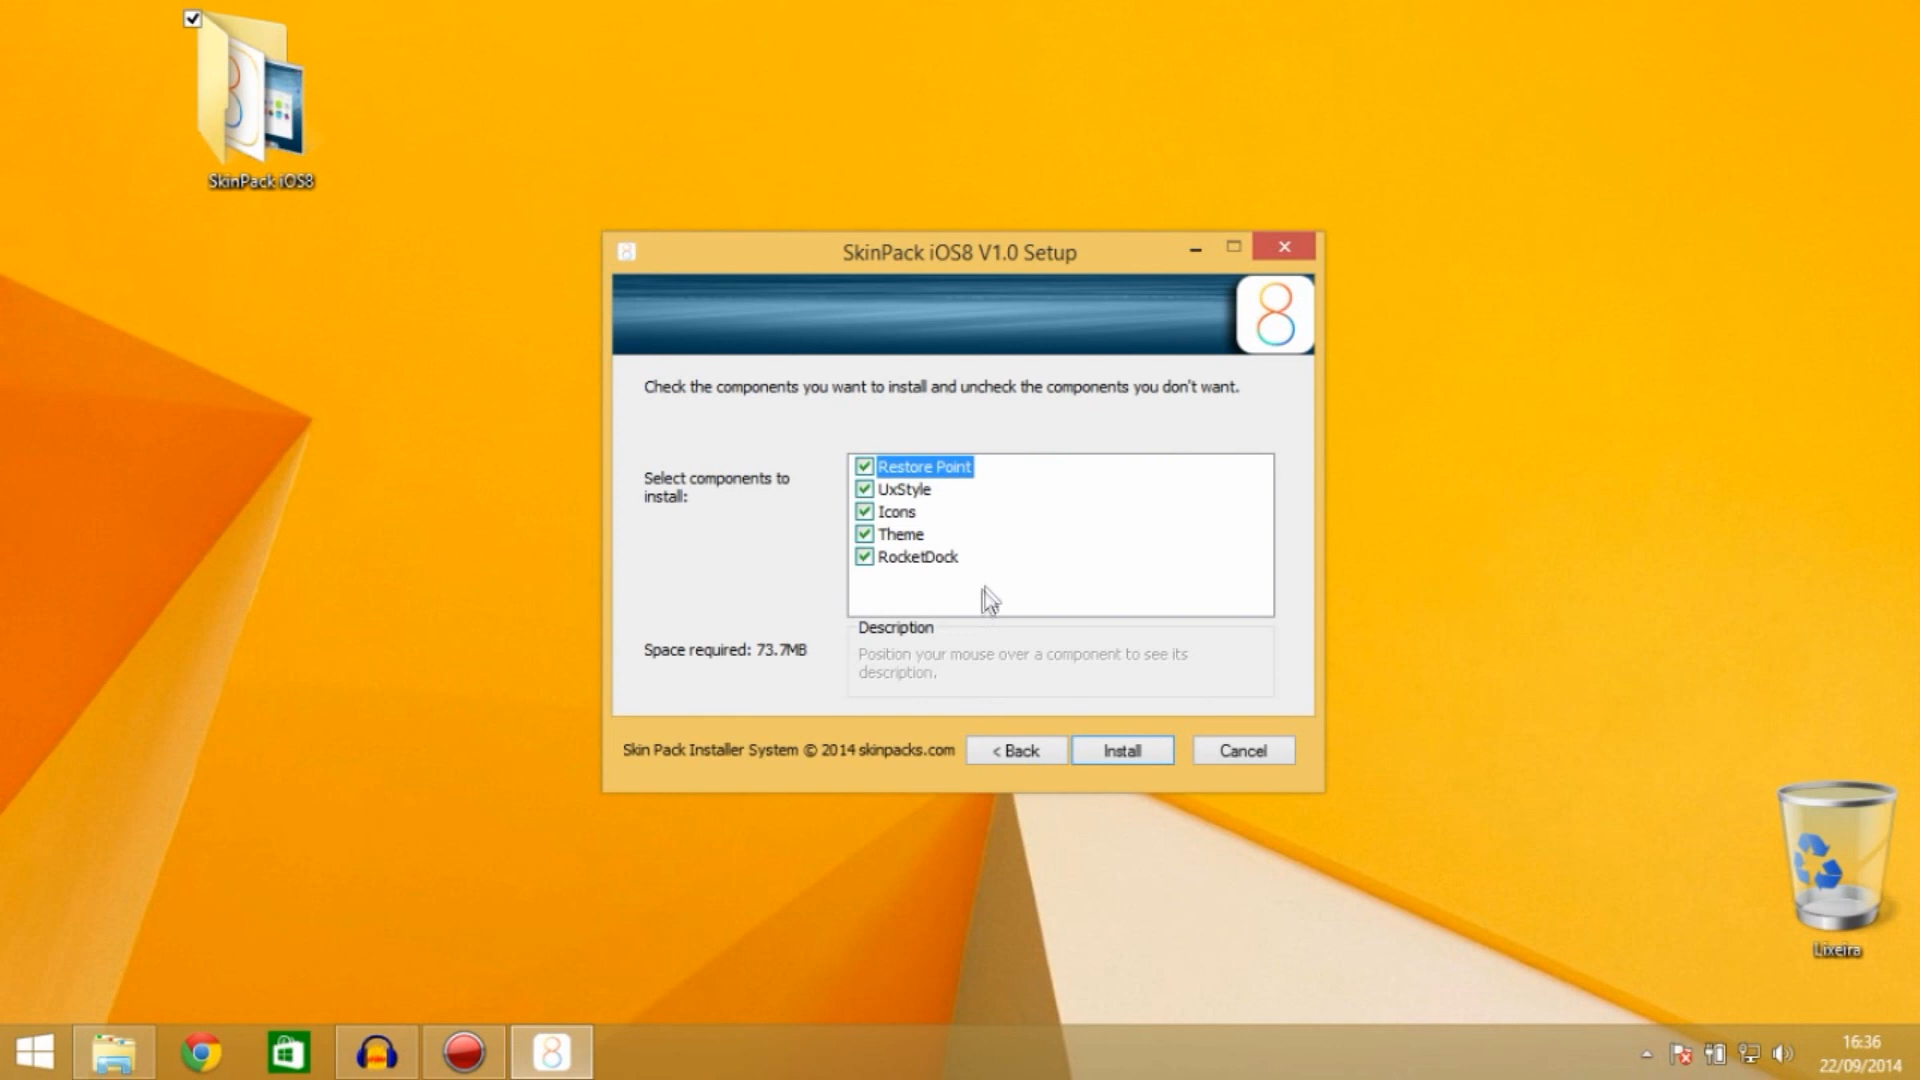 SkinPack iOS8
SkinPack iOS8 V1.0 Setup
8
Check the components you want to install and uncheck the components you don't want.
Select components to
install:
Restore Point
UxStyle
Icons
Theme
RocketDock
Space required: 73.7MB
Description
Position your mouse over a component to see its
description.
Skin Pack Installer System © 2014 skinpacks.com
< Back
Install
Cancel
Lixeira
16:36
22/09/2014